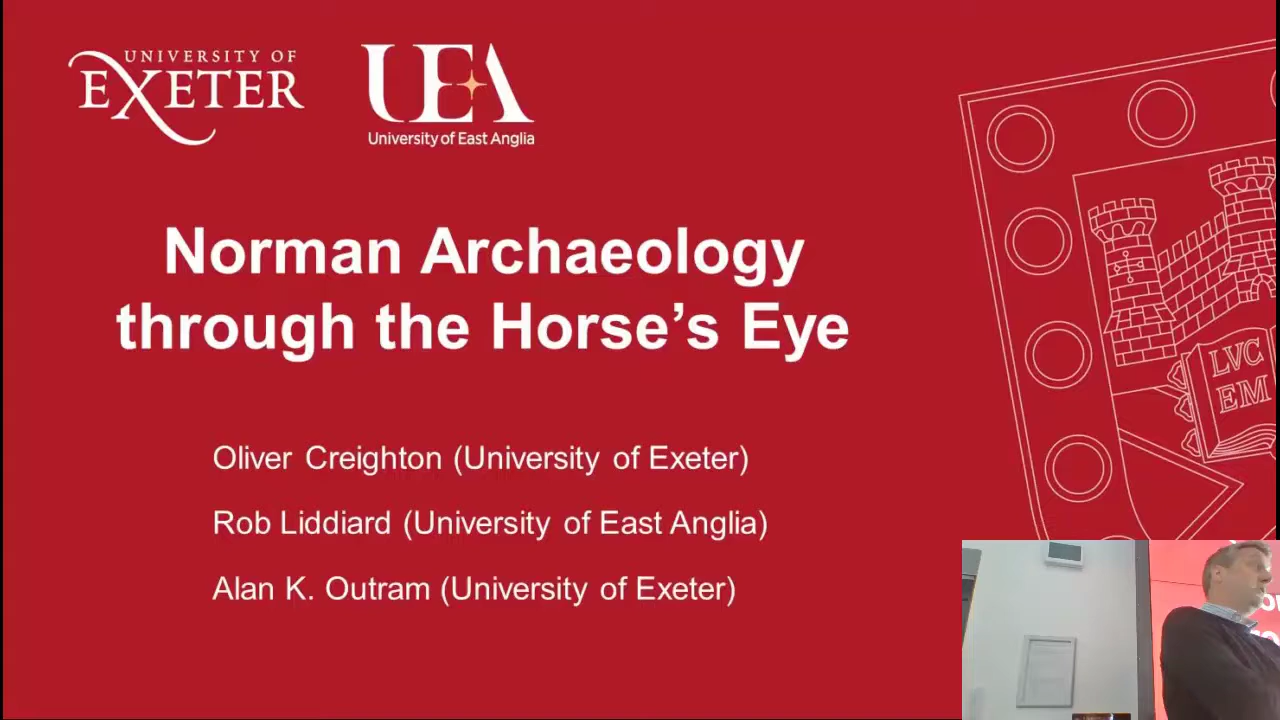 UNIVERSITY OF
EXETER
UEA
University of East Anglia
Norman Archaeology
through the Horse's Eye
Oliver Creighton (University of Exeter)
Rob Liddiard (University of East Anglia)
Alan K. Outram (University of Exeter)
LVC
EM